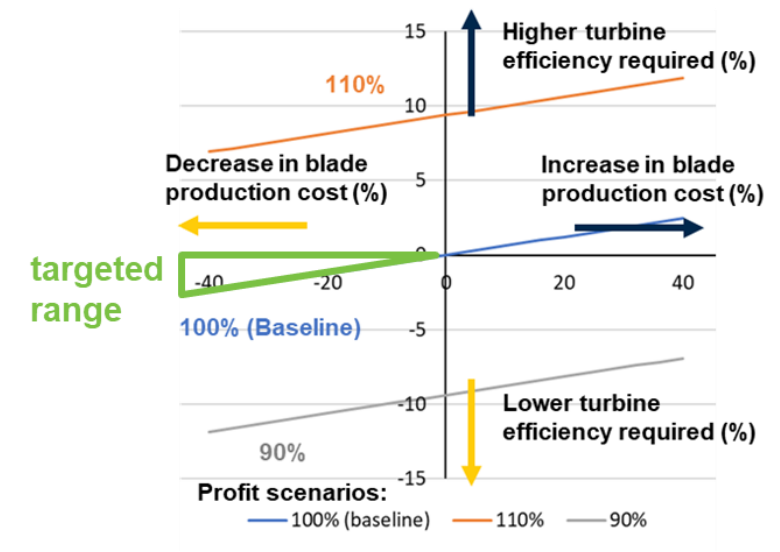 15
Higher turbine
efficiency required (%)
110%
10
Decrease in blade
production cost (%)
5
Increase in blade
production cost (%)
0
targeted
range
-40
-20
0
20
40
100% (Baseline)
-5
-10
Lower turbine
efficiency required (%)
90%
-15
Profit scenarios:
100% (baseline) 110% 90%